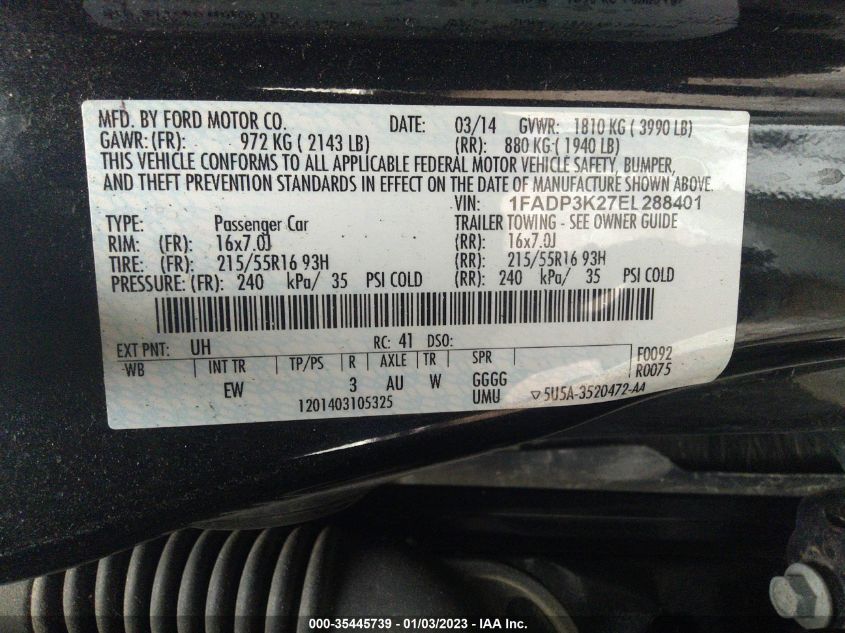 MFD. BY FORD MOTOR CO. DATE: 03/14 GVWR: 1810 KG ( 3990 LB)
GAWR: (FR): 972 KG ( 2143 LB) (RR): 880 KG ( 1940 LB)
THIS VEHICLE CONFORMS TO ALL APPLICABLE FEDERAL MOTOR VEHICLE SAFETY, BUMPER,
AND THEFT PREVENTION STANDARDS IN EFFECT ON THE DATE OF MANUFACTURE SHOWN ABOVE.
VIN: 1FADP3K27EL288401
TYPE: Passenger Car TRAILER TOWING - SEE OWNER GUIDE
RIM: (FR): 16x7.0J (RR): 16x7.0J
TIRE: (FR): 215/55R16 93H (RR): 215/55R16 93H
PRESSURE: (FR): 240 kPa/ 35 PSI COLD (RR): 240 kPa/ 35 PSI COLD
EXT PNT: UH RC: 41 DSO:
WB INT TR TP/PS R AXLE TR SPR F0092
EW 3 AU W GGGG R0075
UMU 5U5A-3520472-AA
1201403105325
000-35445739 - 01/03/2023 - IAA Inc.